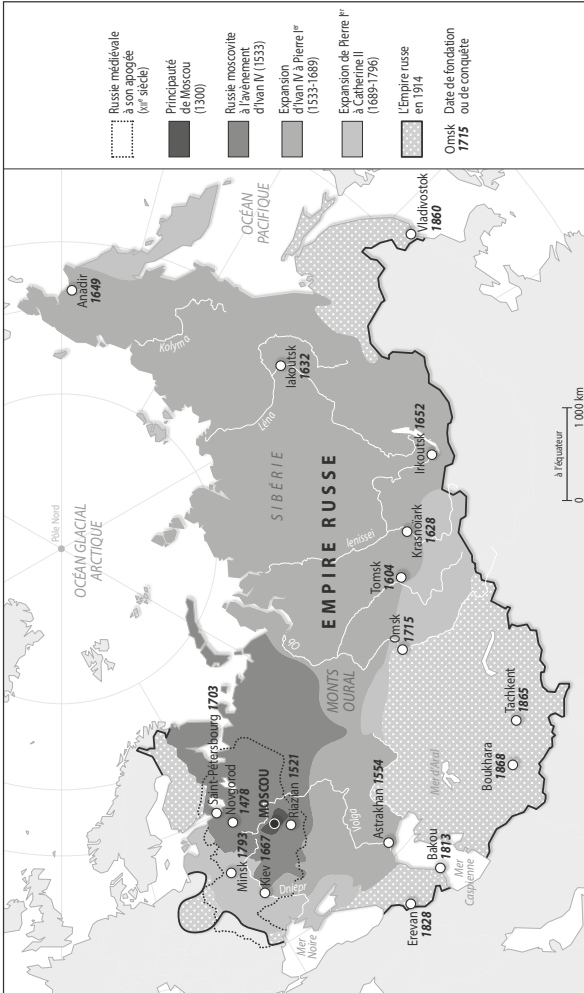 OCÉAN GLACIAL
ARCTIQUE
Pôle Nord
Anadir
1649
OCÉAN
PACIFIQUE
Kolyma
Iakoutsk
1632
Léna
SIBÉRIE
EMPIRE RUSSE
Ienissei
Ob
MONTS
OURAL
Saint-Pétersbourg 1703
Novgorod
1478
MOSCOU
Riazan 1521
Minsk 1793
Kiev 1667
Dniepr
Volga
Astrakhan 1554
Mer
Noire
Mer
Caspienne
Mer d'Aral
Bakou
1813
Erevan
1828
Boukhara
1868
Tachkent
1865
Omsk
1715
Tomsk
1604
Krasnoïark
1628
Irkoutsk 1652
Vladivostok
1860
à l'équateur
0 1 000 km
Russie médiévale
à son apogée
(XIIe siècle)
Principauté
de Moscou
(1300)
Russie moscovite
à l'avènement
d'Ivan IV (1533)
Expansion
d'Ivan IV à Pierre Ier
(1533-1689)
Expansion de Pierre Ier
à Catherine II
(1689-1796)
L'Empire russe
en 1914
Omsk Date de fondation
1715 ou de conquête